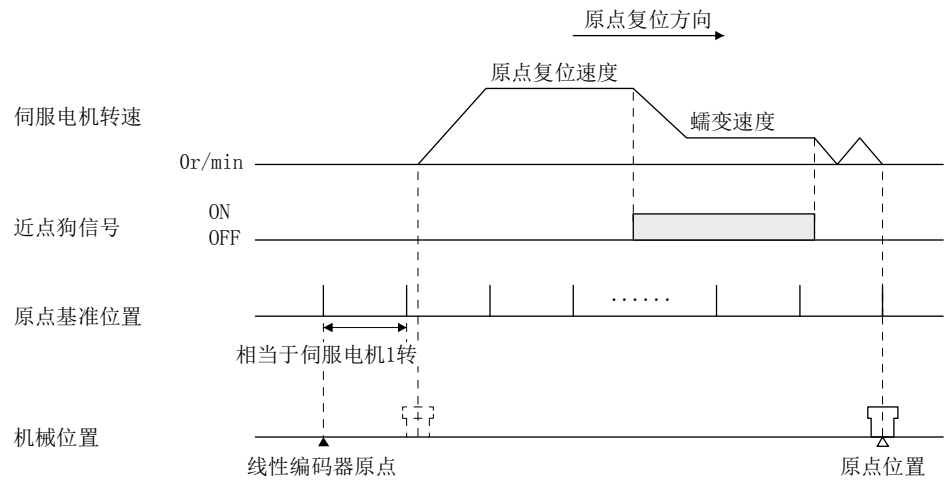 原点复位方向
原点复位速度
伺服电机转速
蠕变速度
0r/min
ON
近点狗信号
OFF
原点基准位置
······
相当于伺服电机1转
机械位置
线性编码器原点
原点位置